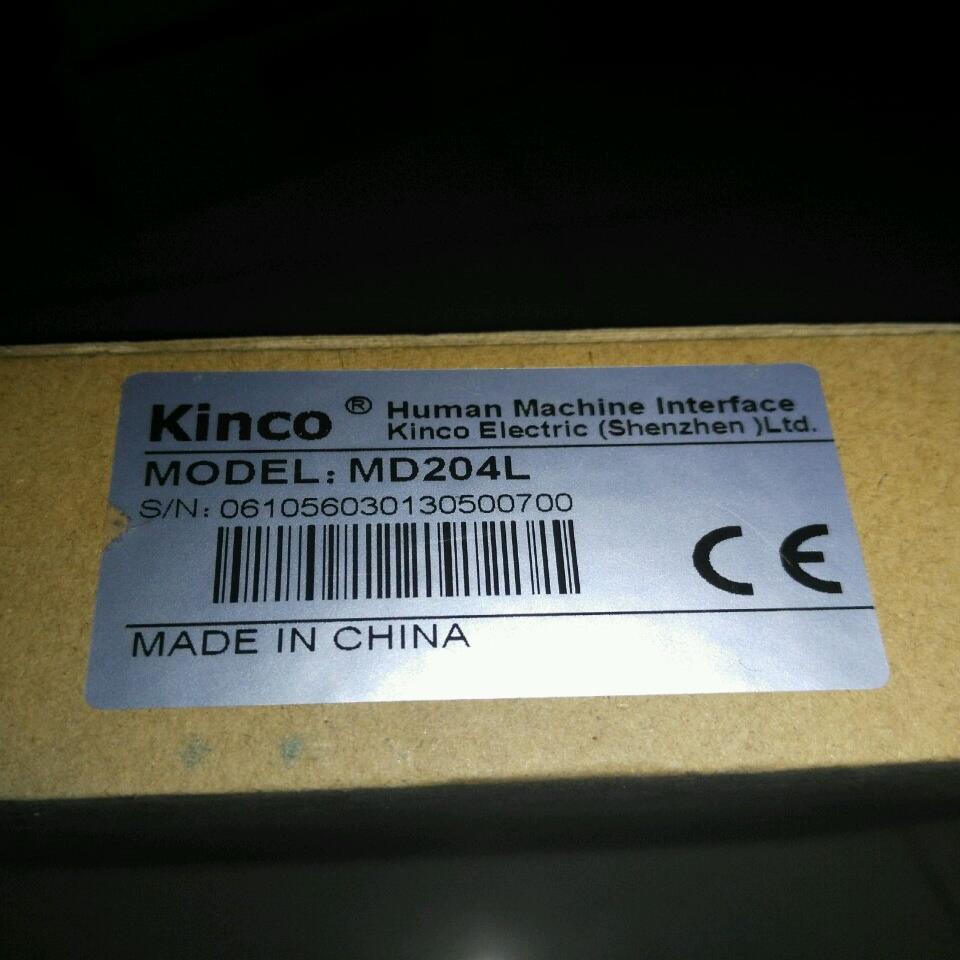 Kinco ® Human Machine Interface
Kinco Electric (Shenzhen )Ltd.
MODEL: MD204L
S/N: 061056030130500700
CE
MADE IN CHINA